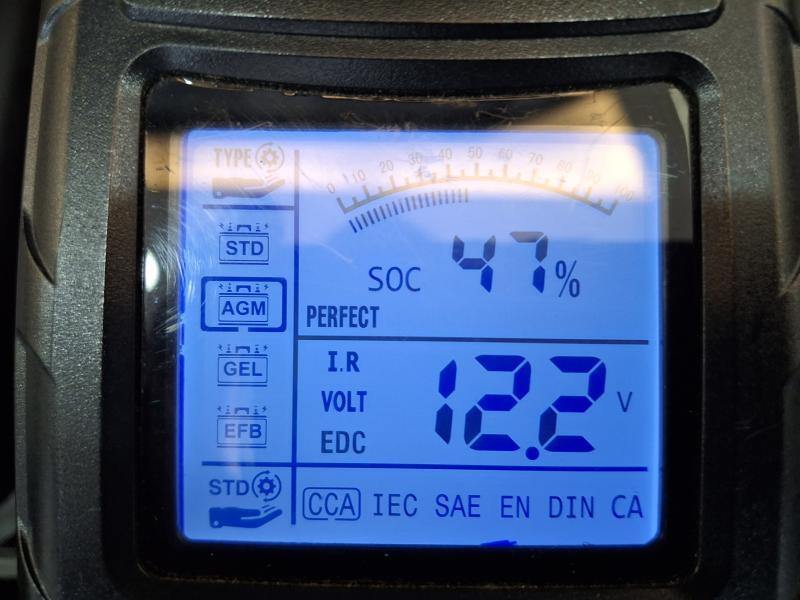 TYPE
0 10 20 30 40 50 60 70 80 90 100
STD
SOC 47%
AGM
PERFECT
I.R
GEL
VOLT 12.2 V
EFB
EDC
STD
CCA IEC SAE EN DIN CA